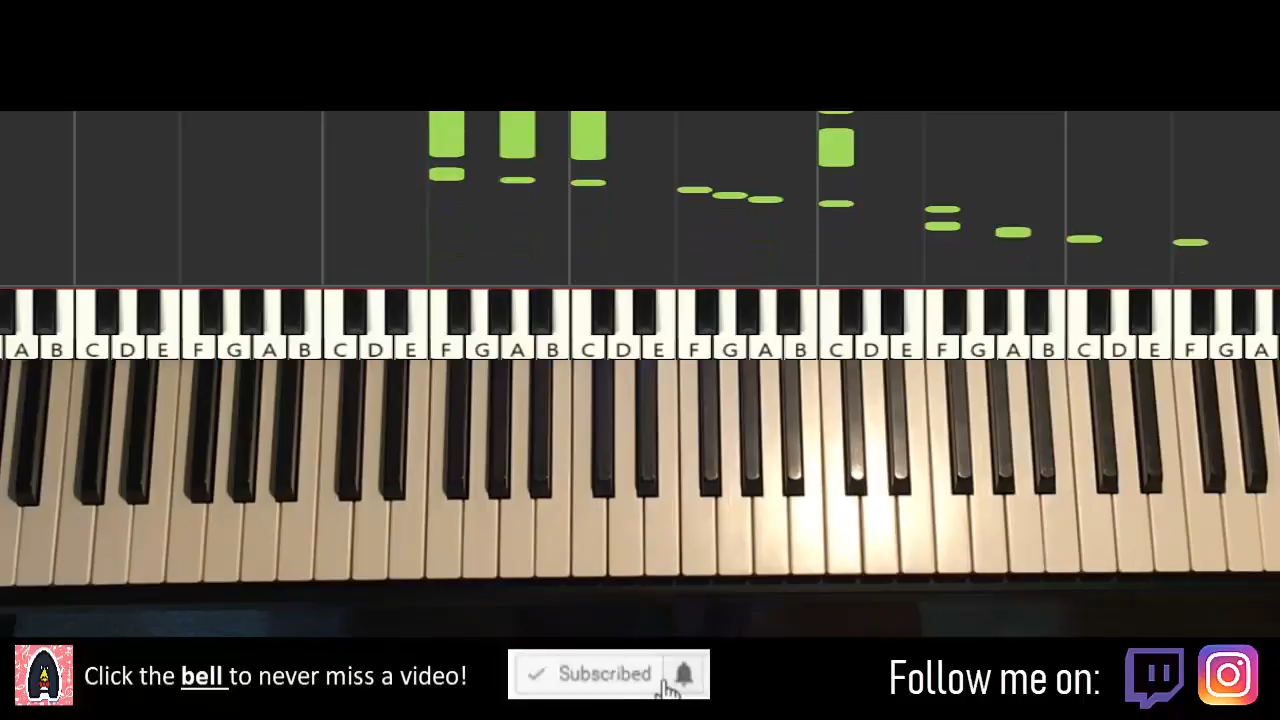 A B C D E F G A B C D E F G A B C D E F G A B C D E F G A B C D E F G A
Click the bell to never miss a video!
Subscribed
Follow me on: